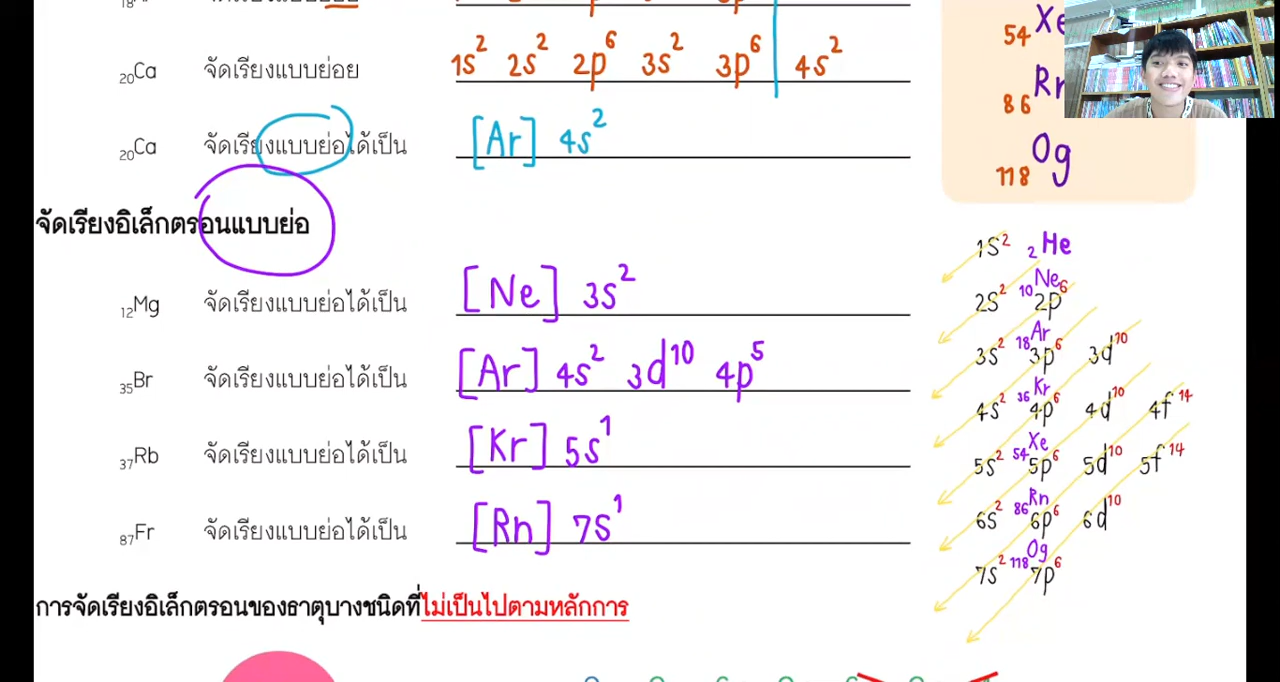 ₂₀Ca จัดเรียงแบบย่อย 1s² 2s² 2p⁶ 3s² 3p⁶ 4s²
₂₀Ca จัดเรียงแบบย่อได้เป็น [Ar] 4s²
จัดเรียงอิเล็กตรอนแบบย่อ
₁₂Mg จัดเรียงแบบย่อได้เป็น [Ne] 3s²
₃₅Br จัดเรียงแบบย่อได้เป็น [Ar] 4s² 3d¹⁰ 4p⁵
₃₇Rb จัดเรียงแบบย่อได้เป็น [Kr] 5s¹
₈₇Fr จัดเรียงแบบย่อได้เป็น [Rn] 7s¹
การจัดเรียงอิเล็กตรอนของธาตุบางชนิดที่ไม่เป็นไปตามหลักการ
₅₄Xe
₈₆Rn
₁₁₈Og
1s² ₂He
₁₀Ne
2s² 2p⁶
₁₈Ar
3s² 3p⁶ 3d¹⁰
₃₆Kr
4s² 4p⁶ 4d¹⁰ 4f¹⁴
₅₄Xe
5s² 5p⁶ 5d¹⁰ 5f¹⁴
₈₆Rn
6s² 6p⁶ 6d¹⁰
₁₁₈Og
7s² 7p⁶